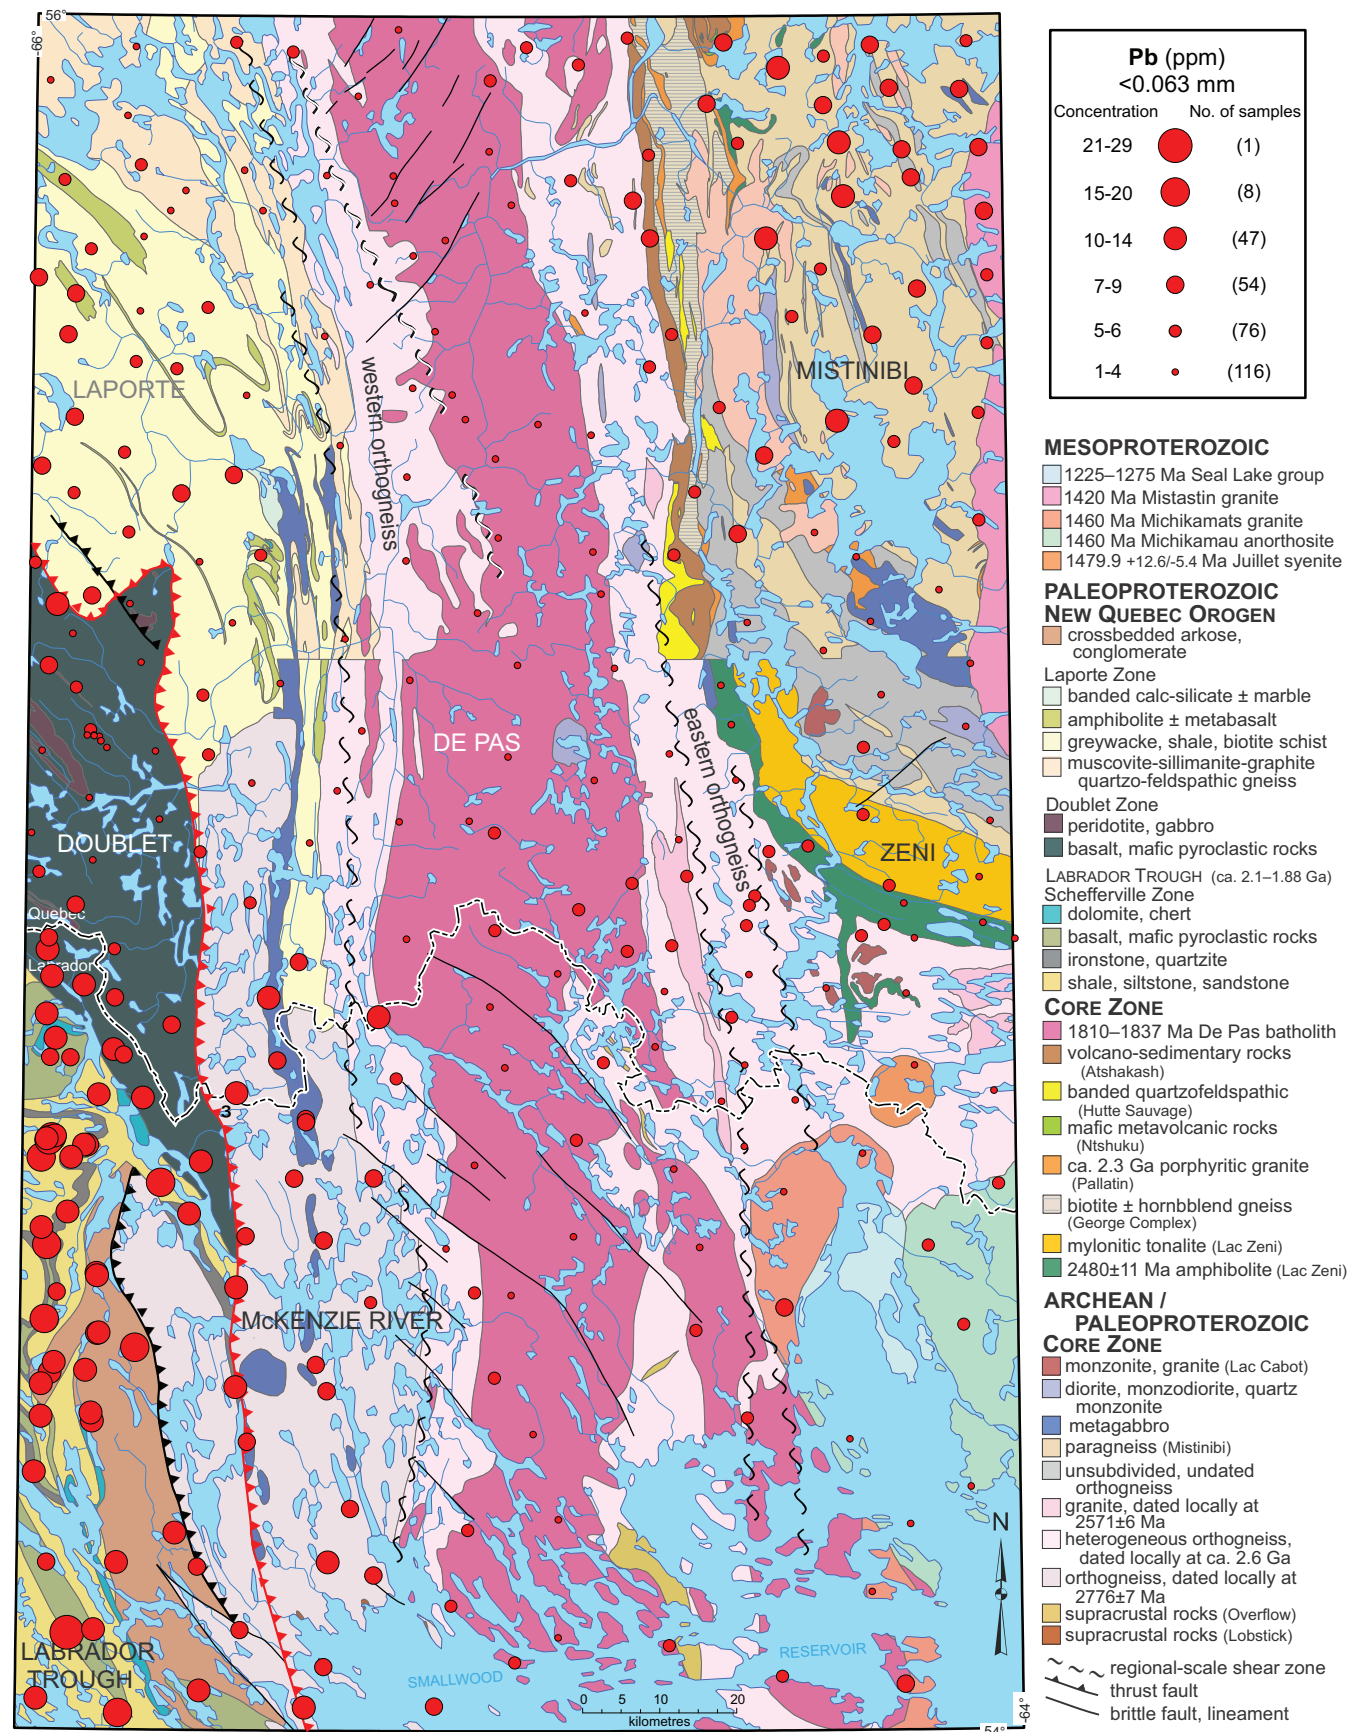 56°
-66°
LAPORTE
western orthogneiss
MISTINIBI
DE PAS
eastern orthogneiss
DOUBLET
ZENI
Quebec
Labrador
3
McKENZIE RIVER
LABRADOR
TROUGH
SMALLWOOD
RESERVOIR
0 5 10 20
kilometres
N
-64°
54°
Pb (ppm)
<0.063 mm
Concentration No. of samples
21-29 (1)
15-20 (8)
10-14 (47)
7-9 (54)
5-6 (76)
1-4 (116)
MESOPROTEROZOIC
1225–1275 Ma Seal Lake group
1420 Ma Mistastin granite
1460 Ma Michikamats granite
1460 Ma Michikamau anorthosite
1479.9 +12.6/-5.4 Ma Juillet syenite
PALEOPROTEROZOIC
NEW QUEBEC OROGEN
crossbedded arkose,
conglomerate
Laporte Zone
banded calc-silicate ± marble
amphibolite ± metabasalt
greywacke, shale, biotite schist
muscovite-sillimanite-graphite
quartzo-feldspathic gneiss
Doublet Zone
peridotite, gabbro
basalt, mafic pyroclastic rocks
LABRADOR TROUGH (ca. 2.1–1.88 Ga)
Schefferville Zone
dolomite, chert
basalt, mafic pyroclastic rocks
ironstone, quartzite
shale, siltstone, sandstone
CORE ZONE
1810–1837 Ma De Pas batholith
volcano-sedimentary rocks
(Atshakash)
banded quartzofeldspathic
(Hutte Sauvage)
mafic metavolcanic rocks
(Ntshuku)
ca. 2.3 Ga porphyritic granite
(Pallatin)
biotite ± hornbblend gneiss
(George Complex)
mylonitic tonalite (Lac Zeni)
2480±11 Ma amphibolite (Lac Zeni)
ARCHEAN /
PALEOPROTEROZOIC
CORE ZONE
monzonite, granite (Lac Cabot)
diorite, monzodiorite, quartz
monzonite
metagabbro
paragneiss (Mistinibi)
unsubdivided, undated
orthogneiss
granite, dated locally at
2571±6 Ma
heterogeneous orthogneiss,
dated locally at ca. 2.6 Ga
orthogneiss, dated locally at
2776±7 Ma
supracrustal rocks (Overflow)
supracrustal rocks (Lobstick)
regional-scale shear zone
thrust fault
brittle fault, lineament